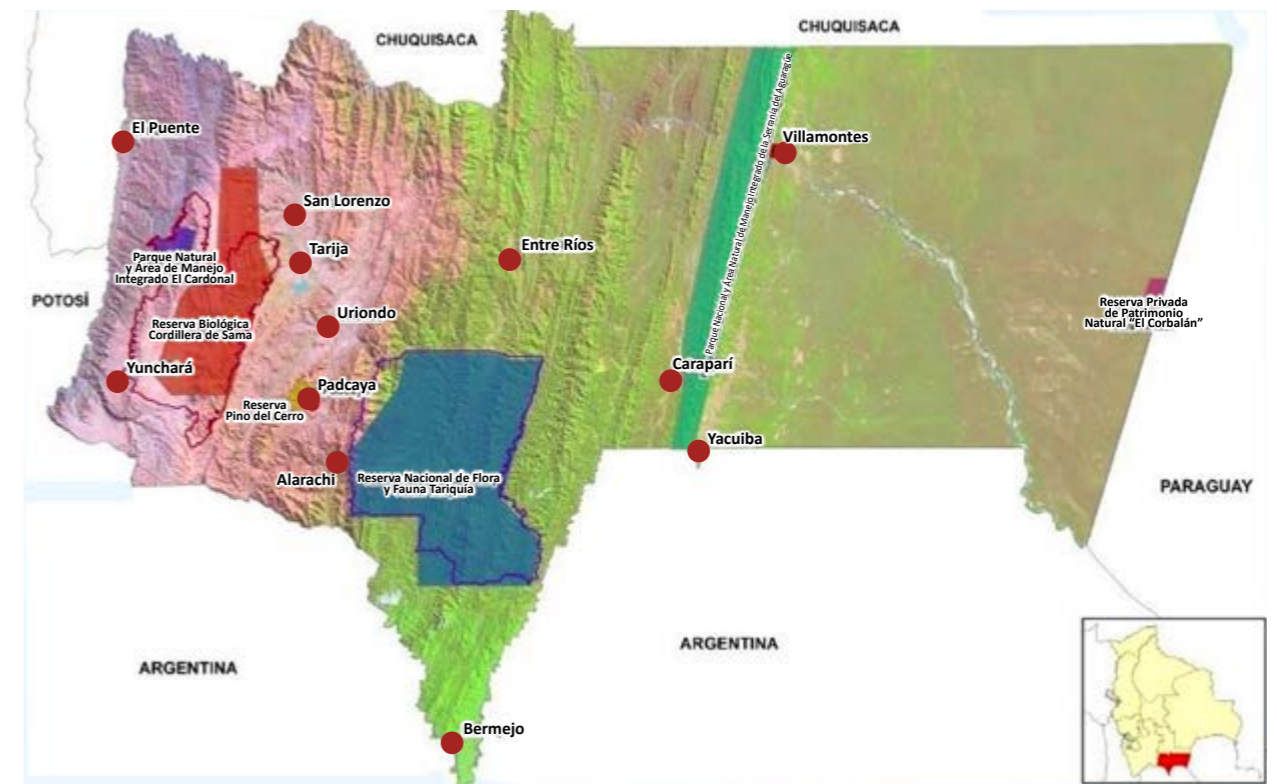 CHUQUISACA
CHUQUISACA
El Puente
Villamontes
San Lorenzo
Tarija
Entre Ríos
Parque Natural
y Área de Manejo
Integrado El Cardonal
Parque Nacional y Área Natural de Manejo Integrado de la Serranía del Aguaragüe
POTOSÍ
Reserva Biológica
Cordillera de Sama
Uriondo
Reserva Privada
de Patrimonio
Natural "El Corbalán"
Yunchará
Caraparí
Padcaya
Reserva
Pino del Cerro
Yacuiba
Alarachi
Reserva Nacional de Flora
y Fauna Tariquía
PARAGUAY
ARGENTINA
ARGENTINA
Bermejo